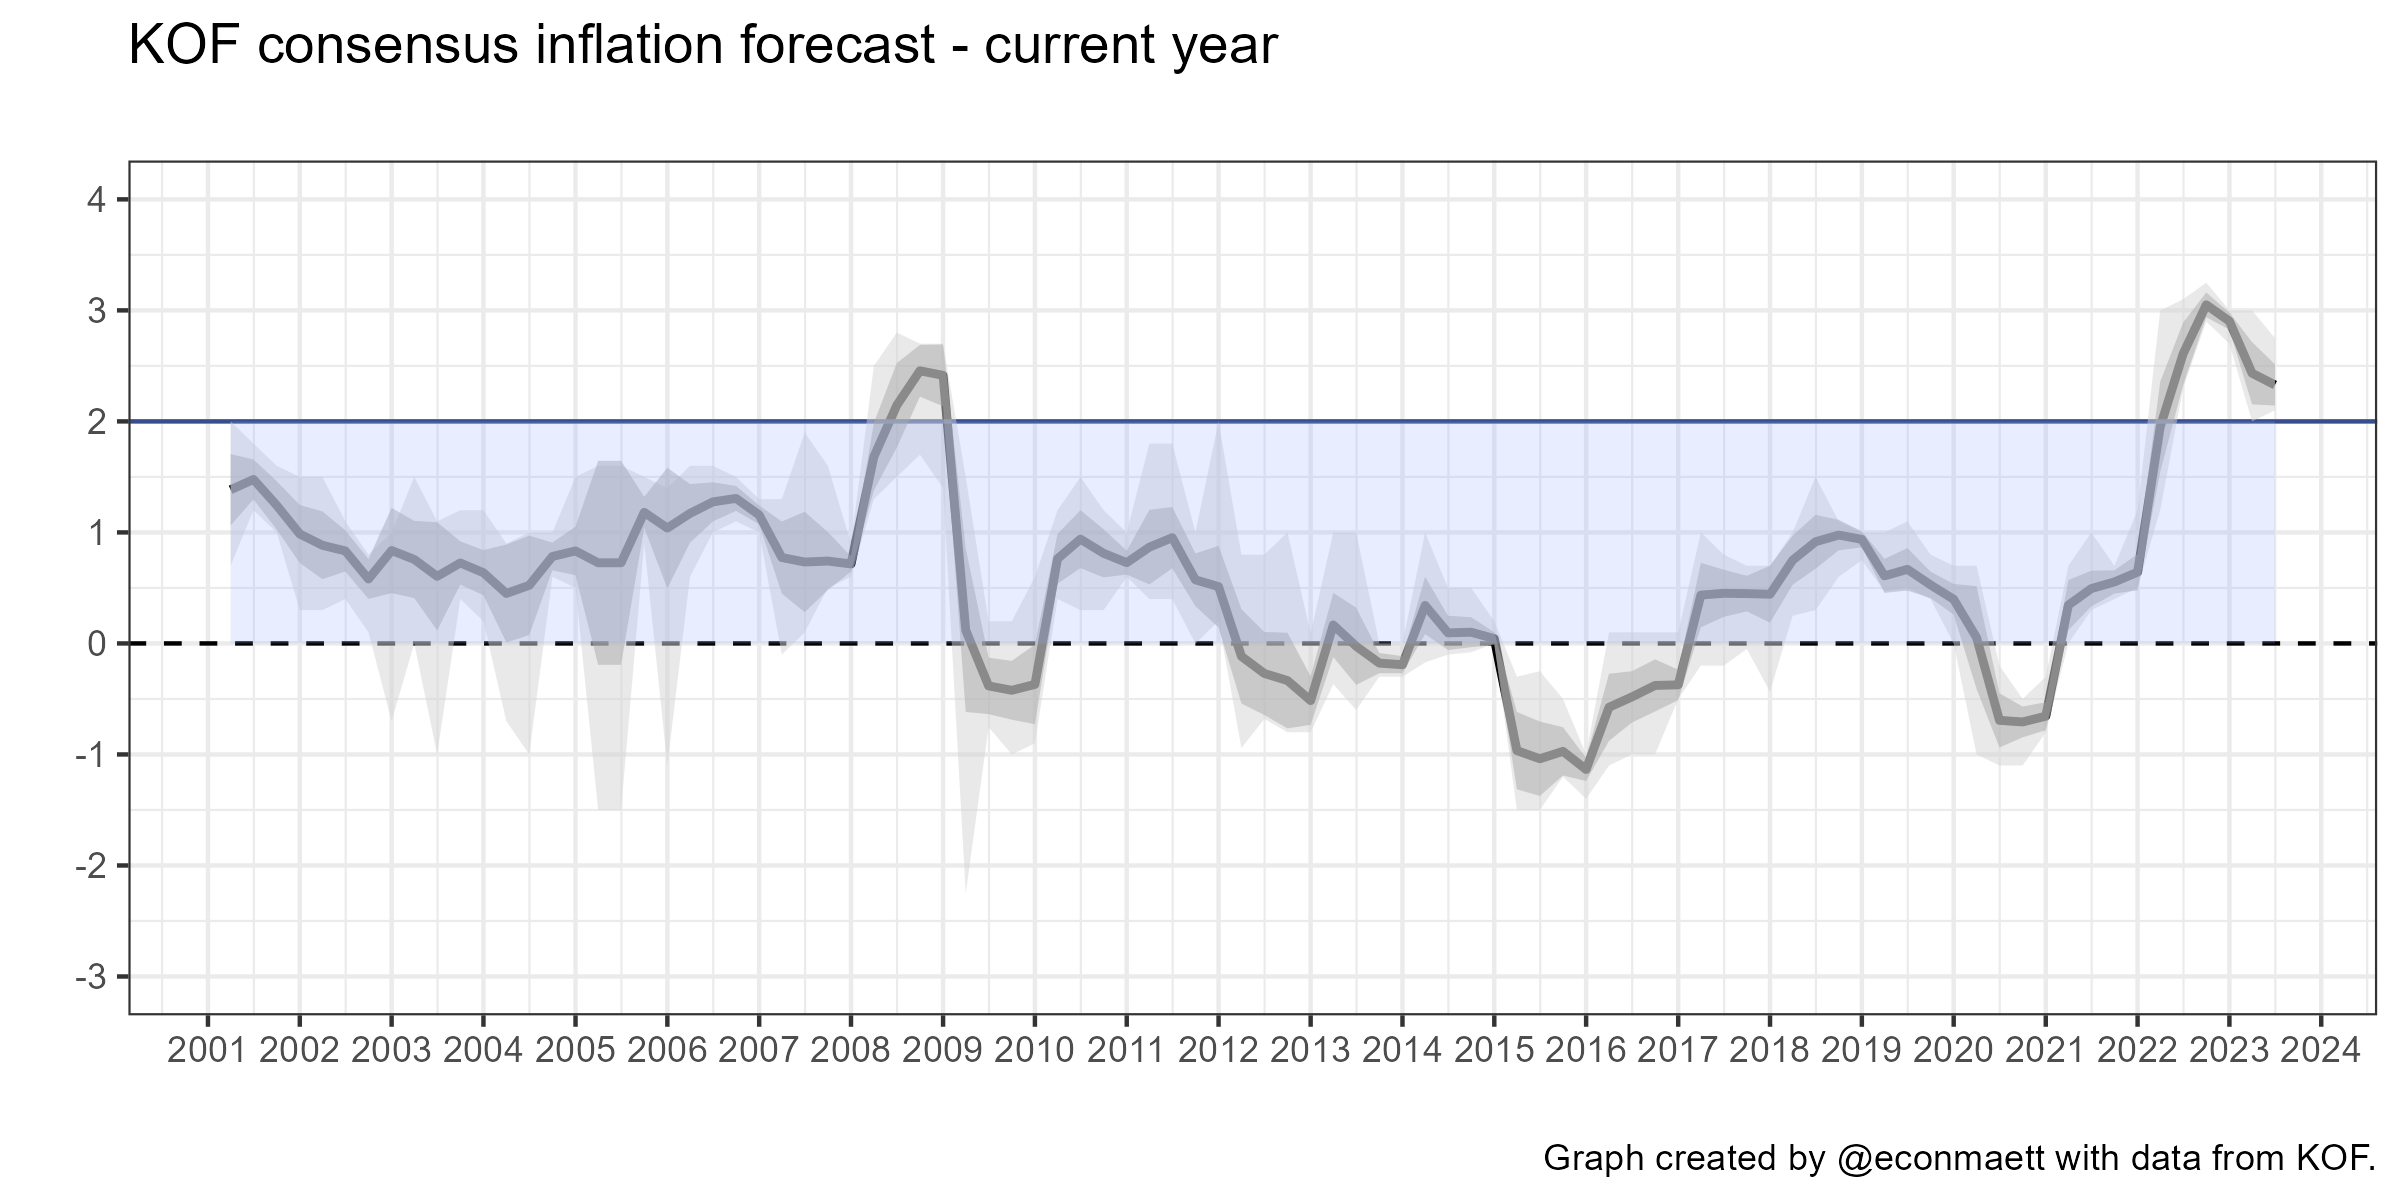 KOF consensus inflation forecast - current year
4
3
2
1
0
-1
-2
-3
2001 2002 2003 2004 2005 2006 2007 2008 2009 2010 2011 2012 2013 2014 2015 2016 2017 2018 2019 2020 2021 2022 2023 2024
Graph created by @econmaett with data from KOF.